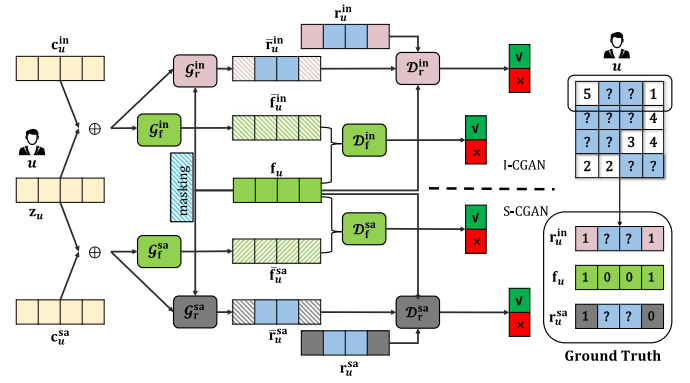 c_u^in
u
z_u
c_u^sa
⊕
⊕
G_r^in
G_f^in
masking
G_f^sa
G_r^sa
r_u^in
r̄_u^in
f̄_u^in
f_u
f̄_u^sa
r̄_u^sa
r_u^sa
D_r^in
D_f^in
D_f^sa
D_r^sa
√
×
√
×
√
×
√
×
I-CGAN
S-CGAN
u
5 ? ? 1
? ? ? 4
? ? 3 4
2 2 ? ?
r_u^in 1 ? ? 1
f_u 1 0 0 1
r_u^sa 1 ? ? 0
Ground Truth